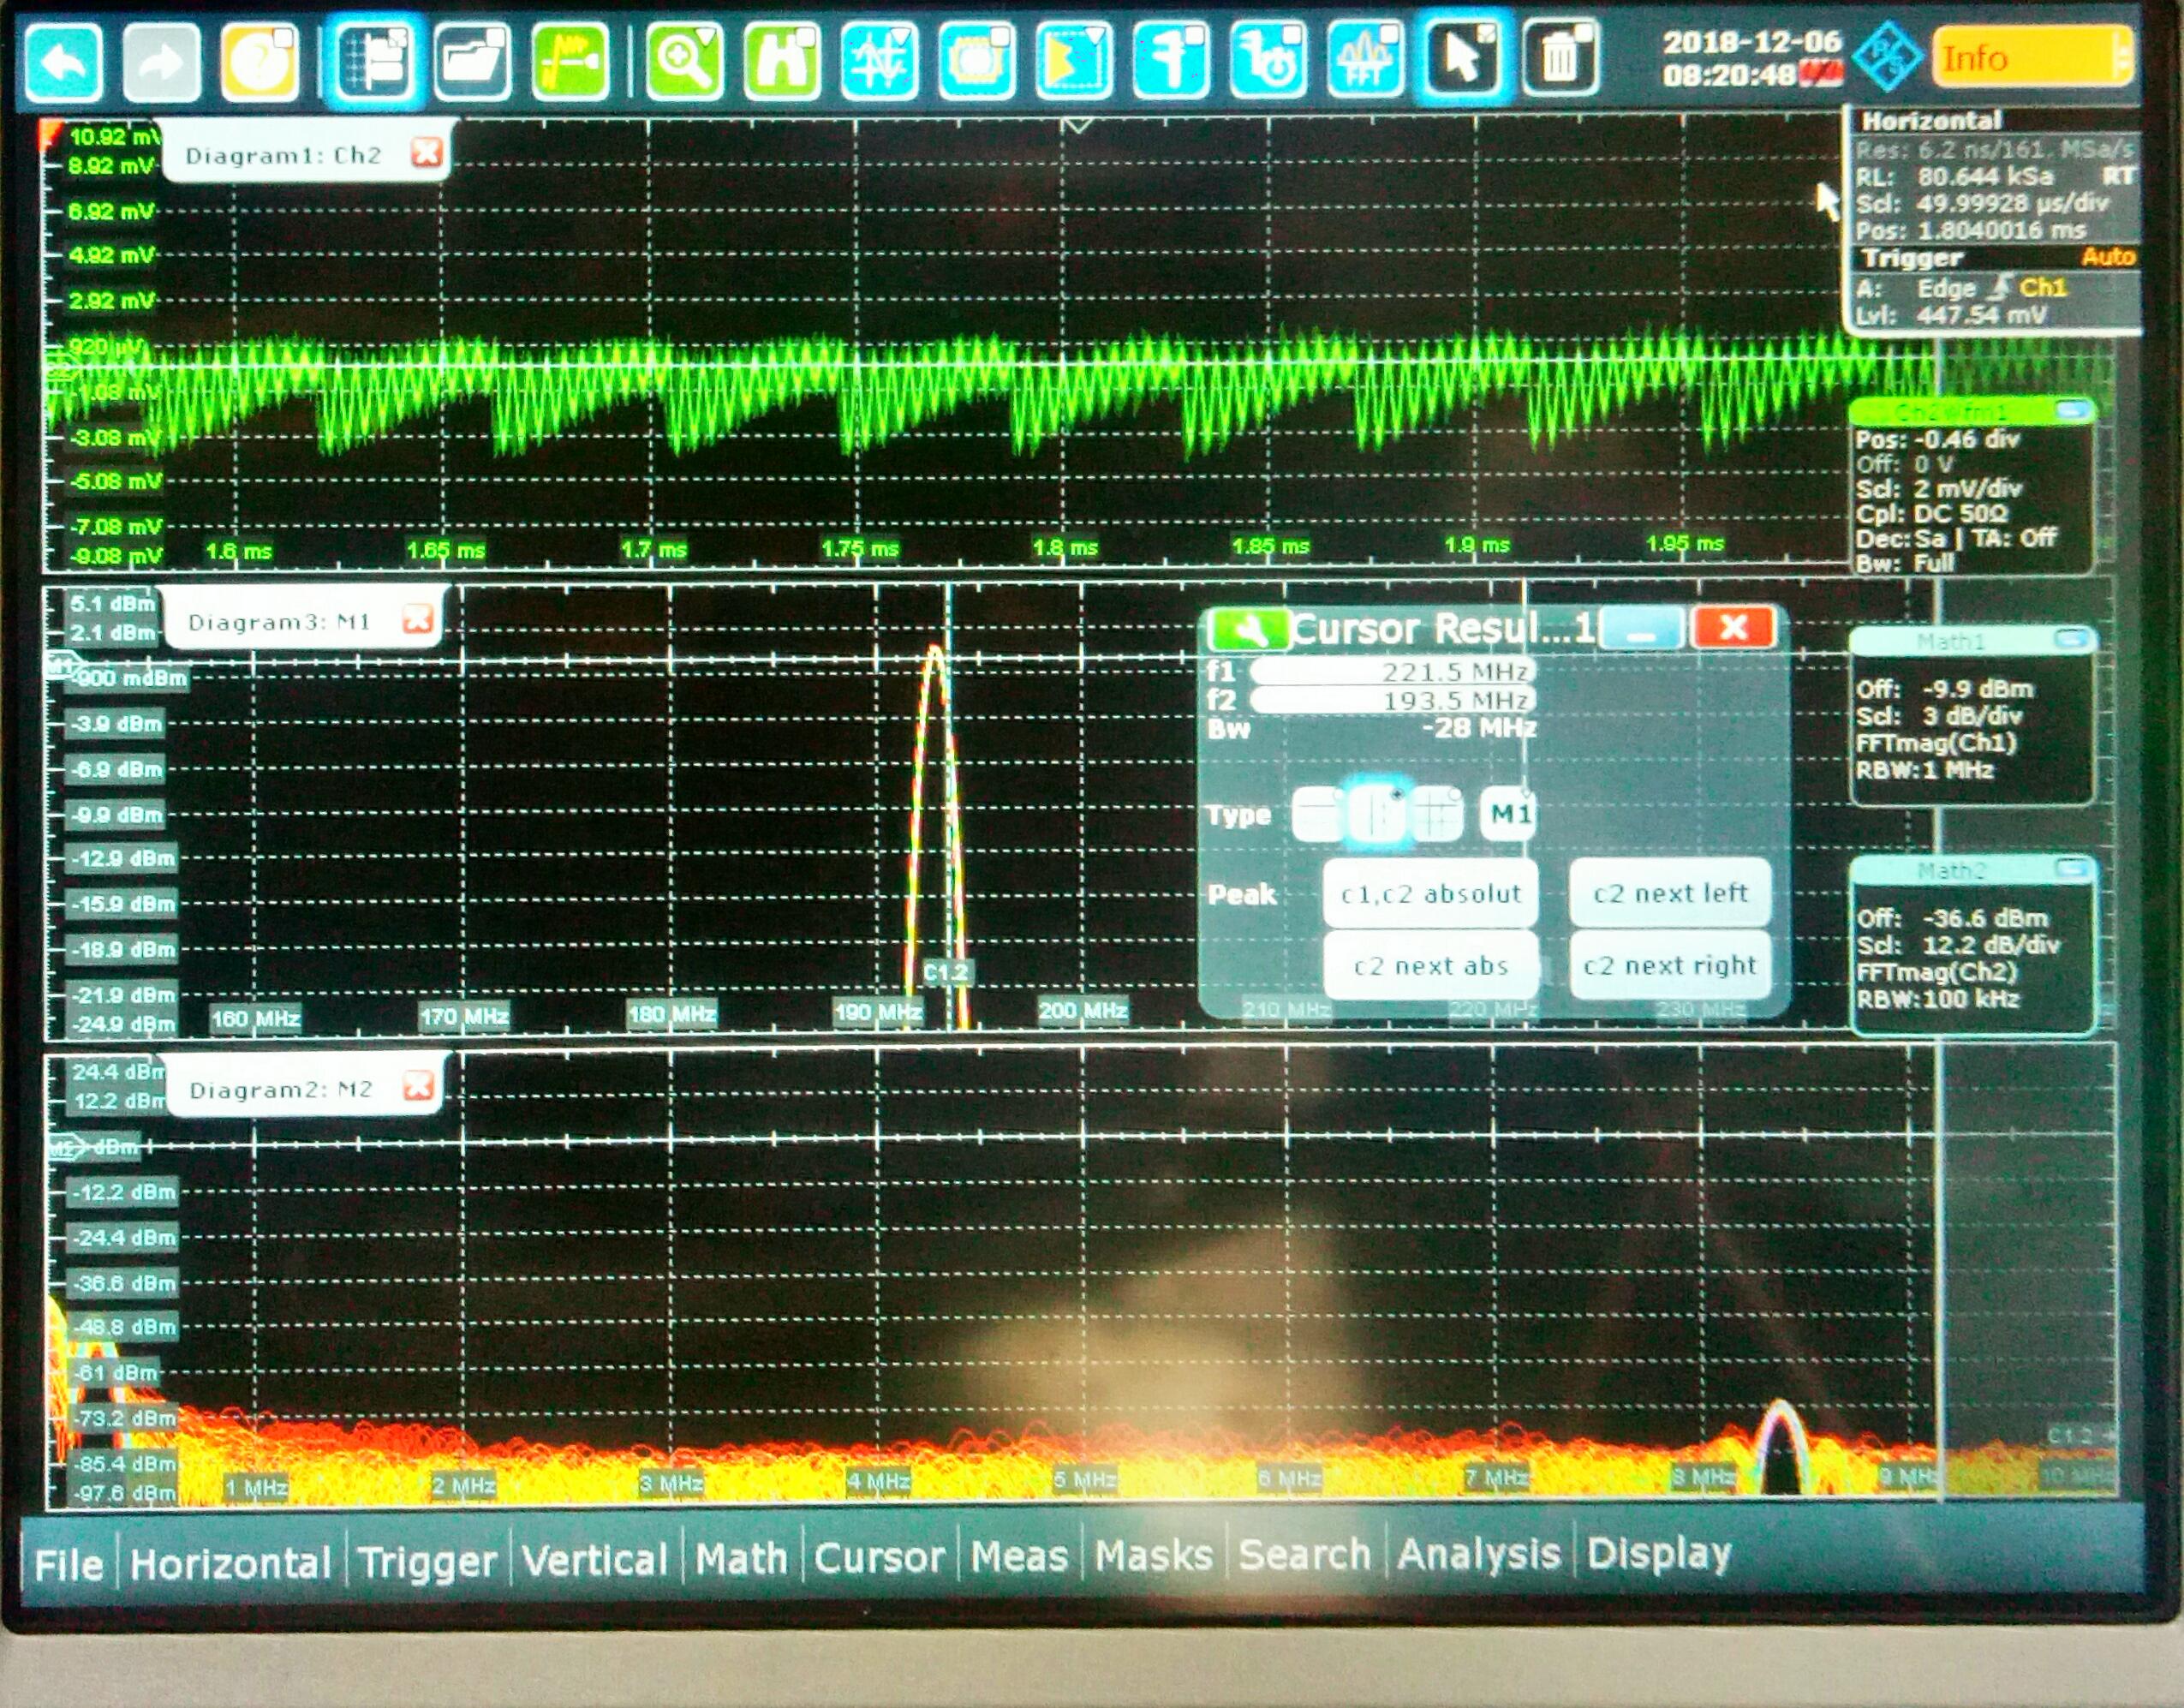 2018-12-06
08:20:48
R&S
Info
FFT
Diagram1: Ch2
10.92 mV
8.92 mV
6.92 mV
4.92 mV
2.92 mV
920 µV
-1.08 mV
-3.08 mV
-5.08 mV
-7.08 mV
-9.08 mV
1.6 ms
1.65 ms
1.7 ms
1.75 ms
1.8 ms
1.85 ms
1.9 ms
1.95 ms
Horizontal
Res: 6.2 ns/161. MSa/s
RL: 80.644 kSa RT
Scl: 49.99928 µs/div
Pos: 1.8040016 ms
Trigger Auto
A: Edge Ch1
Lvl: 447.54 mV
Ch2Wfm1
Pos: -0.46 div
Off: 0 V
Scl: 2 mV/div
Cpl: DC 50Ω
Dec: Sa | TA: Off
Bw: Full
Diagram3: M1
5.1 dBm
2.1 dBm
M1
-900 mdBm
-3.9 dBm
-6.9 dBm
-9.9 dBm
-12.9 dBm
-15.9 dBm
-18.9 dBm
-21.9 dBm
-24.9 dBm
160 MHz
170 MHz
180 MHz
190 MHz
200 MHz
210 MHz
220 MHz
230 MHz
C1.2
Cursor Resul...1
f1 221.5 MHz
f2 193.5 MHz
Bw -28 MHz
Type M1
Peak c1,c2 absolut c2 next left
c2 next abs c2 next right
Math1
Off: -9.9 dBm
Scl: 3 dB/div
FFTmag(Ch1)
RBW: 1 MHz
Math2
Off: -36.6 dBm
Scl: 12.2 dB/div
FFTmag(Ch2)
RBW: 100 kHz
Diagram2: M2
24.4 dBm
12.2 dBm
M2
dBm
-12.2 dBm
-24.4 dBm
-36.6 dBm
-48.8 dBm
-61 dBm
-73.2 dBm
-85.4 dBm
-97.6 dBm
1 MHz
2 MHz
3 MHz
4 MHz
5 MHz
6 MHz
7 MHz
8 MHz
9 MHz
10 MHz
C1.2
File Horizontal Trigger Vertical Math Cursor Meas Masks Search Analysis Display